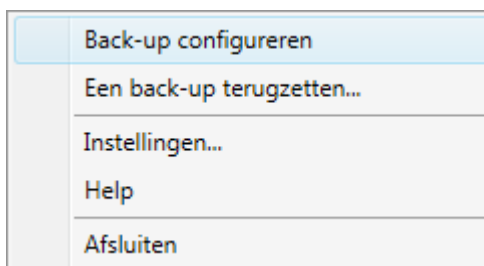 Back-up configureren
Een back-up terugzetten...
Instellingen...
Help
Afsluiten